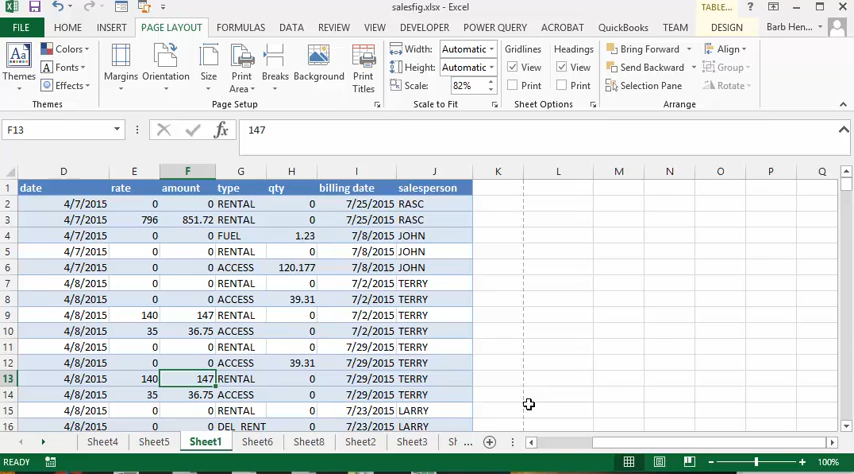 salesfig.xlsx - Excel
TABLE...
FILE HOME INSERT PAGE LAYOUT FORMULAS DATA REVIEW VIEW DEVELOPER POWER QUERY ACROBAT QuickBooks TEAM DESIGN Barb Hen...
Colors Width: Automatic Gridlines Headings Bring Forward Align
Fonts Height: Automatic View View Send Backward Group
Themes Effects Margins Orientation Size Print Area Breaks Background Print Titles Scale: 82% Print Print Selection Pane Rotate
Themes Page Setup Scale to Fit Sheet Options Arrange
F13 fx 147
D E F G H I J K L M N O P Q
1 date rate amount type qty billing date salesperson
2 4/7/2015 0 0 RENTAL 0 7/25/2015 RASC
3 4/7/2015 796 851.72 RENTAL 0 7/25/2015 RASC
4 4/7/2015 0 0 FUEL 1.23 7/8/2015 JOHN
5 4/7/2015 0 0 RENTAL 0 7/8/2015 JOHN
6 4/7/2015 0 0 ACCESS 120.177 7/8/2015 JOHN
7 4/8/2015 0 0 RENTAL 0 7/2/2015 TERRY
8 4/8/2015 0 0 ACCESS 39.31 7/2/2015 TERRY
9 4/8/2015 140 147 RENTAL 0 7/2/2015 TERRY
10 4/8/2015 35 36.75 ACCESS 0 7/2/2015 TERRY
11 4/8/2015 0 0 RENTAL 0 7/29/2015 TERRY
12 4/8/2015 0 0 ACCESS 39.31 7/29/2015 TERRY
13 4/8/2015 140 147 RENTAL 0 7/29/2015 TERRY
14 4/8/2015 35 36.75 ACCESS 0 7/29/2015 TERRY
15 4/8/2015 0 0 RENTAL 0 7/23/2015 LARRY
16 4/8/2015 0 0 DEL_RENT 0 7/23/2015 LARRY
Sheet4 Sheet5 Sheet1 Sheet6 Sheet8 Sheet2 Sheet3 Sh ...
READY 100%